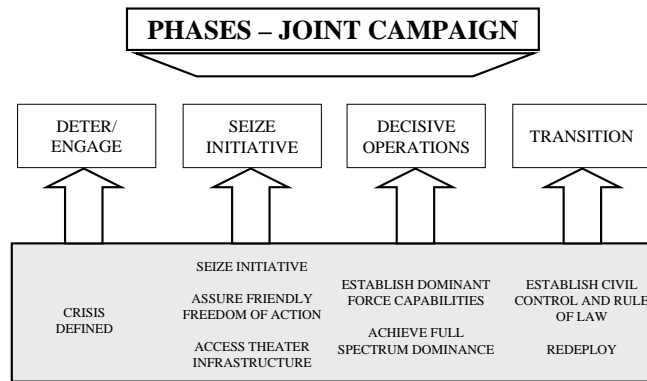 PHASES – JOINT CAMPAIGN
DETER/
ENGAGE
SEIZE
INITIATIVE
DECISIVE
OPERATIONS
TRANSITION
CRISIS
DEFINED
SEIZE INITIATIVE
ASSURE FRIENDLY
FREEDOM OF ACTION
ACCESS THEATER
INFRASTRUCTURE
ESTABLISH DOMINANT
FORCE CAPABILITIES
ACHIEVE FULL
SPECTRUM DOMINANCE
ESTABLISH CIVIL
CONTROL AND RULE
OF LAW
REDEPLOY